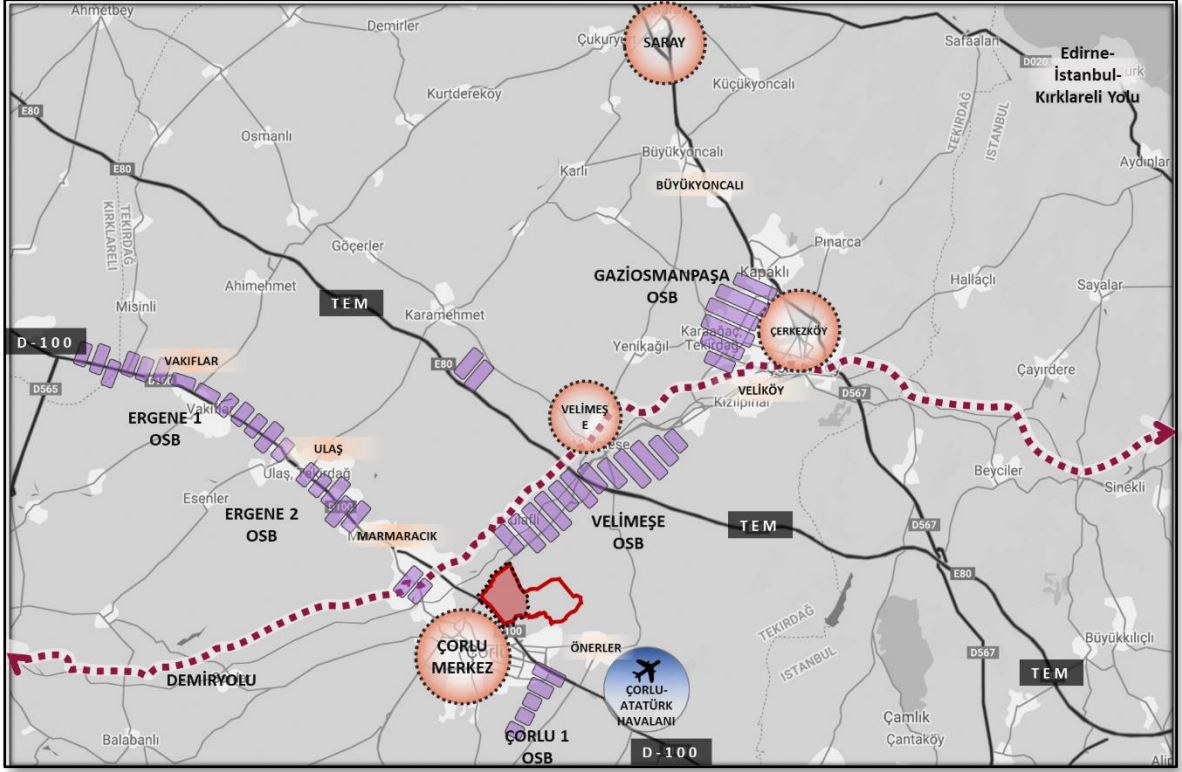 Ahmetbey
Demirler
Çukuryurt
SARAY
Safaalan
D020
Edirne-
İstanbul-
Kırklareli Yolu
Kurtdereköy
Küçükyoncalı
E80
Osmanlı
TEKİRDAĞ
İSTANBUL
Büyükyoncalı
Aydınlar
E80
Karlı
BÜYÜKYONCALI
TEKİRDAĞ
KIRKLARELİ
Göçerler
Pınarca
GAZİOSMANPAŞA
OSB
Kapaklı
Hallaçlı
Sayalar
Ahimehmet
TEM
Misinli
Karamehmet
ÇERKEZKÖY
Karaağaç,
Tekirdağ
D-100
Yenikağıl
VAKIFLAR
E80
Çayırdere
D565
D100
VELİKÖY
Kızılpınar
D567
Vakıflar
VELİMEŞ
E
ERGENE 1
OSB
ULAŞ
Ulaş, Tekirdağ
Beyciler
Sinekli
Esenler
ERGENE 2
OSB
D100
VELİMEŞE
OSB
TEM
D567
MARMARACIK
E80
TEKİRDAĞ
İSTANBUL
Büyükkılıçlı
ÇORLU
MERKEZ
ÖNERLER
D567
DEMİRYOLU
TEM
ÇORLU-
ATATÜRK
HAVALANI
Çamlık
Çantaköy
Balabanlı
ÇORLU 1
OSB
D-100